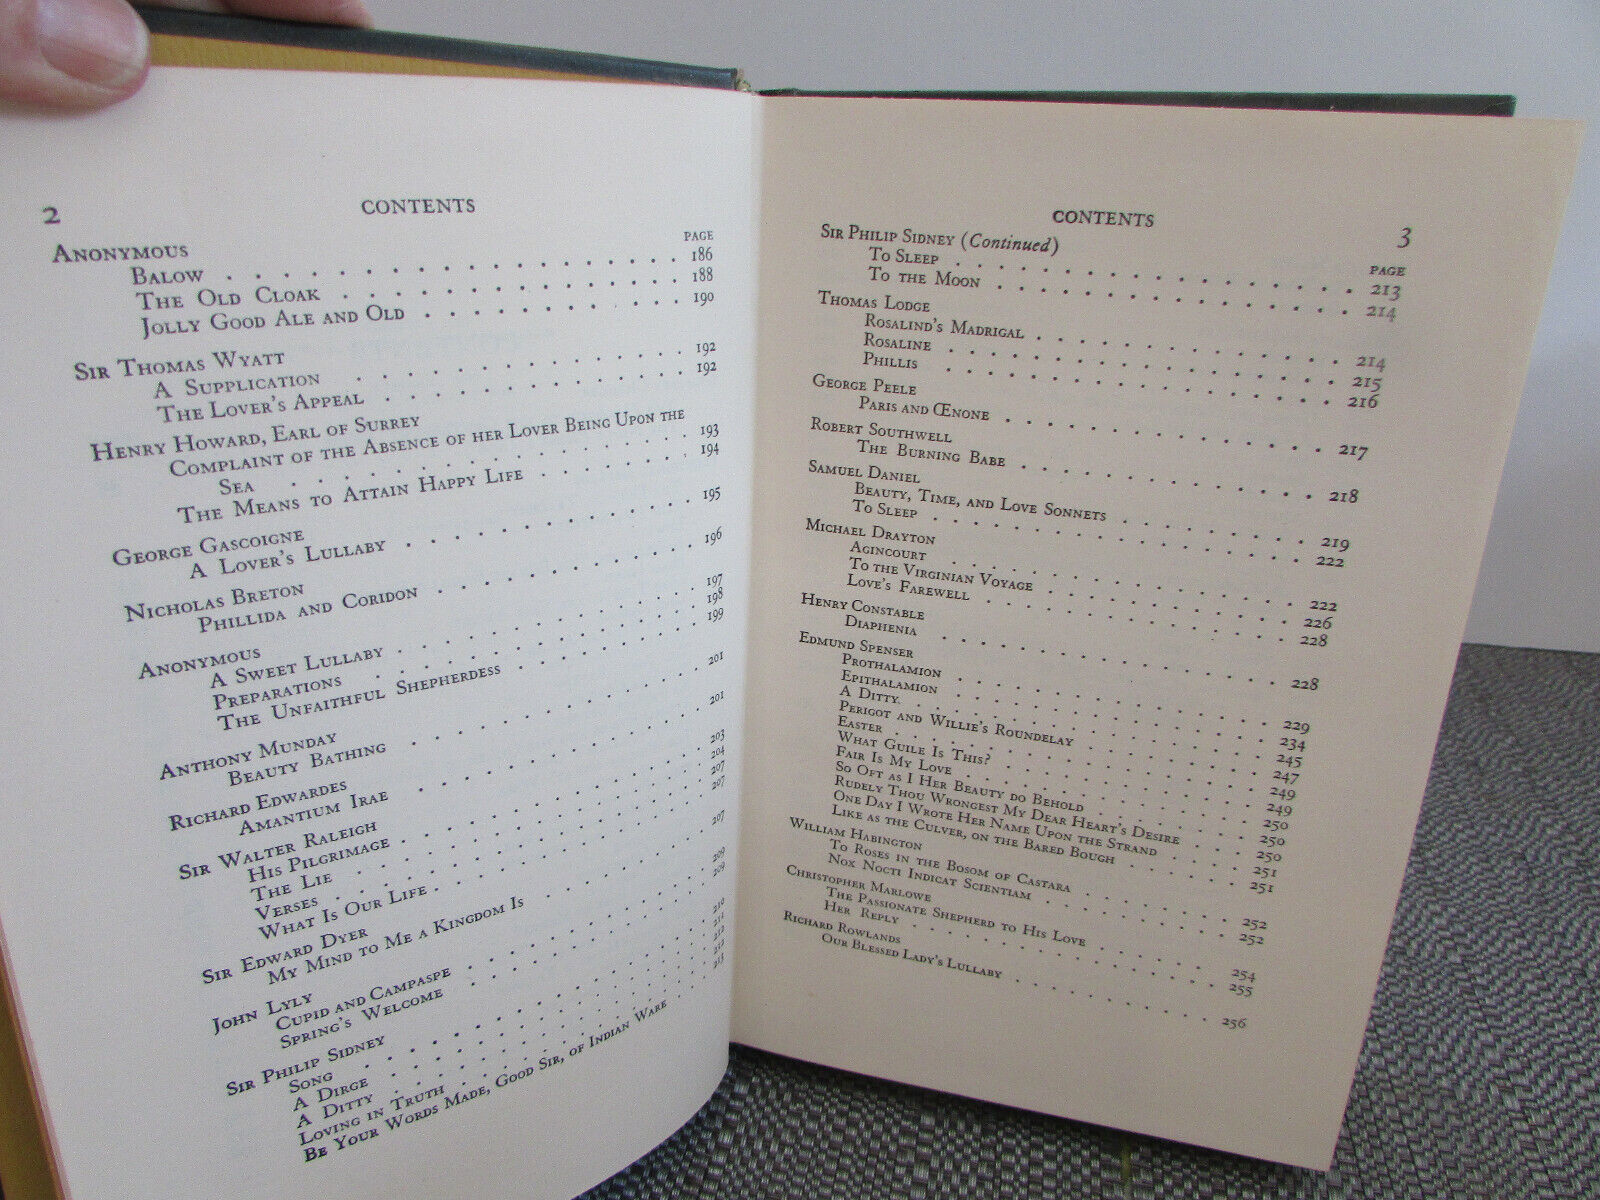 2 CONTENTS
PAGE
ANONYMOUS
BALOW . . . . . . . . . . . . . . . . . . . . 186
THE OLD CLOAK . . . . . . . . . . . . . . . . 188
JOLLY GOOD ALE AND OLD . . . . . . . . . . . . 190
SIR THOMAS WYATT
A SUPPLICATION . . . . . . . . . . . . . . . 192
THE LOVER'S APPEAL . . . . . . . . . . . . . . 192
HENRY HOWARD, EARL OF SURREY
COMPLAINT OF THE ABSENCE OF HER LOVER BEING UPON THE
SEA . . . . . . . . . . . . . . . . . . 193
THE MEANS TO ATTAIN HAPPY LIFE . . . . . . . 194
GEORGE GASCOIGNE
A LOVER'S LULLABY . . . . . . . . . . . . . 195
NICHOLAS BRETON
PHILLIDA AND CORIDON . . . . . . . . . . . . 196
ANONYMOUS
A SWEET LULLABY . . . . . . . . . . . . . . 197
PREPARATIONS . . . . . . . . . . . . . . . 198
THE UNFAITHFUL SHEPHERDESS . . . . . . . . . 199
ANTHONY MUNDAY
BEAUTY BATHING . . . . . . . . . . . . . . 201
RICHARD EDWARDES
AMANTIUM IRAE . . . . . . . . . . . . . . 201
SIR WALTER RALEIGH
HIS PILGRIMAGE . . . . . . . . . . . . . . 203
THE LIE . . . . . . . . . . . . . . . . . 204
VERSES . . . . . . . . . . . . . . . . . 207
WHAT IS OUR LIFE . . . . . . . . . . . . . 207
SIR EDWARD DYER
MY MIND TO ME A KINGDOM IS . . . . . . . . 207
JOHN LYLY
CUPID AND CAMPASPE . . . . . . . . . . . . 209
SPRING'S WELCOME . . . . . . . . . . . . . 209
SIR PHILIP SIDNEY
SONG . . . . . . . . . . . . . . . . . . 210
A DIRGE . . . . . . . . . . . . . . . . . 211
A DITTY . . . . . . . . . . . . . . . . . 212
LOVING IN TRUTH . . . . . . . . . . . . . 212
BE YOUR WORDS MADE, GOOD SIR, OF INDIAN WARE . . . 213
CONTENTS 3
SIR PHILIP SIDNEY (Continued)
PAGE
TO SLEEP . . . . . . . . . . . . . . . . . 213
TO THE MOON . . . . . . . . . . . . . . . . 214
THOMAS LODGE
ROSALIND'S MADRIGAL . . . . . . . . . . . . 214
ROSALINE . . . . . . . . . . . . . . . . . 215
PHILLIS . . . . . . . . . . . . . . . . . 216
GEORGE PEELE
PARIS AND ŒNONE . . . . . . . . . . . . . . 217
ROBERT SOUTHWELL
THE BURNING BABE . . . . . . . . . . . . . 218
SAMUEL DANIEL
BEAUTY, TIME, AND LOVE SONNETS . . . . . . . 219
TO SLEEP . . . . . . . . . . . . . . . . . 222
MICHAEL DRAYTON
AGINCOURT . . . . . . . . . . . . . . . . 222
TO THE VIRGINIAN VOYAGE . . . . . . . . . . 226
LOVE'S FAREWELL . . . . . . . . . . . . . . 228
HENRY CONSTABLE
DIAPHENIA . . . . . . . . . . . . . . . . 228
EDMUND SPENSER
PROTHALAMION . . . . . . . . . . . . . . . 229
EPITHALAMION . . . . . . . . . . . . . . . 234
A DITTY . . . . . . . . . . . . . . . . . 245
PERIGOT AND WILLIE'S ROUNDELAY . . . . . . . 247
EASTER . . . . . . . . . . . . . . . . . . 249
WHAT GUILE IS THIS? . . . . . . . . . . . . 249
FAIR IS MY LOVE . . . . . . . . . . . . . . 250
SO OFT AS I HER BEAUTY DO BEHOLD . . . . . . 250
RUDELY THOU WRONGEST MY DEAR HEART'S DESIRE . . . 250
ONE DAY I WROTE HER NAME UPON THE STRAND . . . . 251
LIKE AS THE CULVER, ON THE BARED BOUGH . . . . . 251
WILLIAM HABINGTON
TO ROSES IN THE BOSOM OF CASTARA . . . . . . 252
NOX NOCTI INDICAT SCIENTIAM . . . . . . . . 252
CHRISTOPHER MARLOWE
THE PASSIONATE SHEPHERD TO HIS LOVE . . . . . 254
HER REPLY . . . . . . . . . . . . . . . . 255
RICHARD ROWLANDS
OUR BLESSED LADY'S LULLABY . . . . . . . . . 256